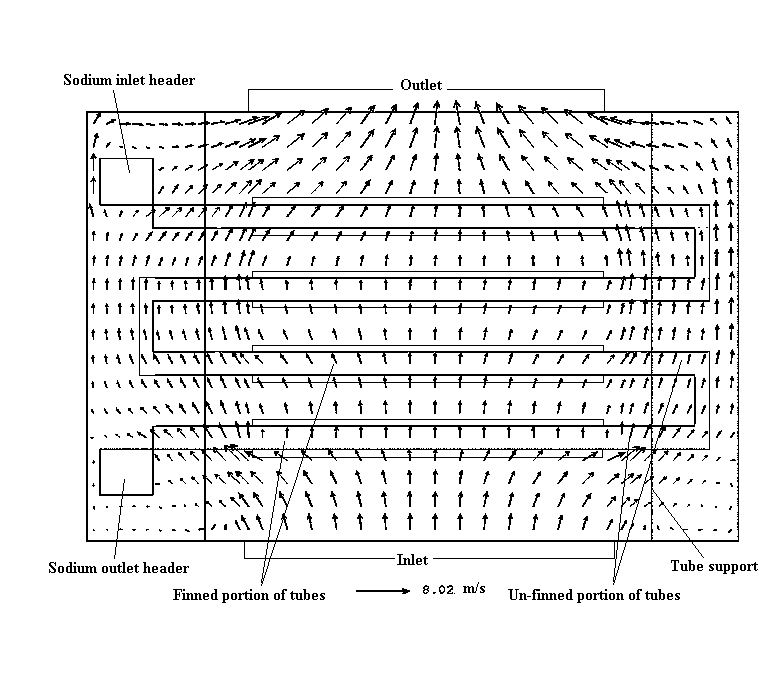 Sodium inlet header
Outlet
Inlet
Sodium outlet header
Tube support
Finned portion of tubes
8.02 m/s
Un-finned portion of tubes